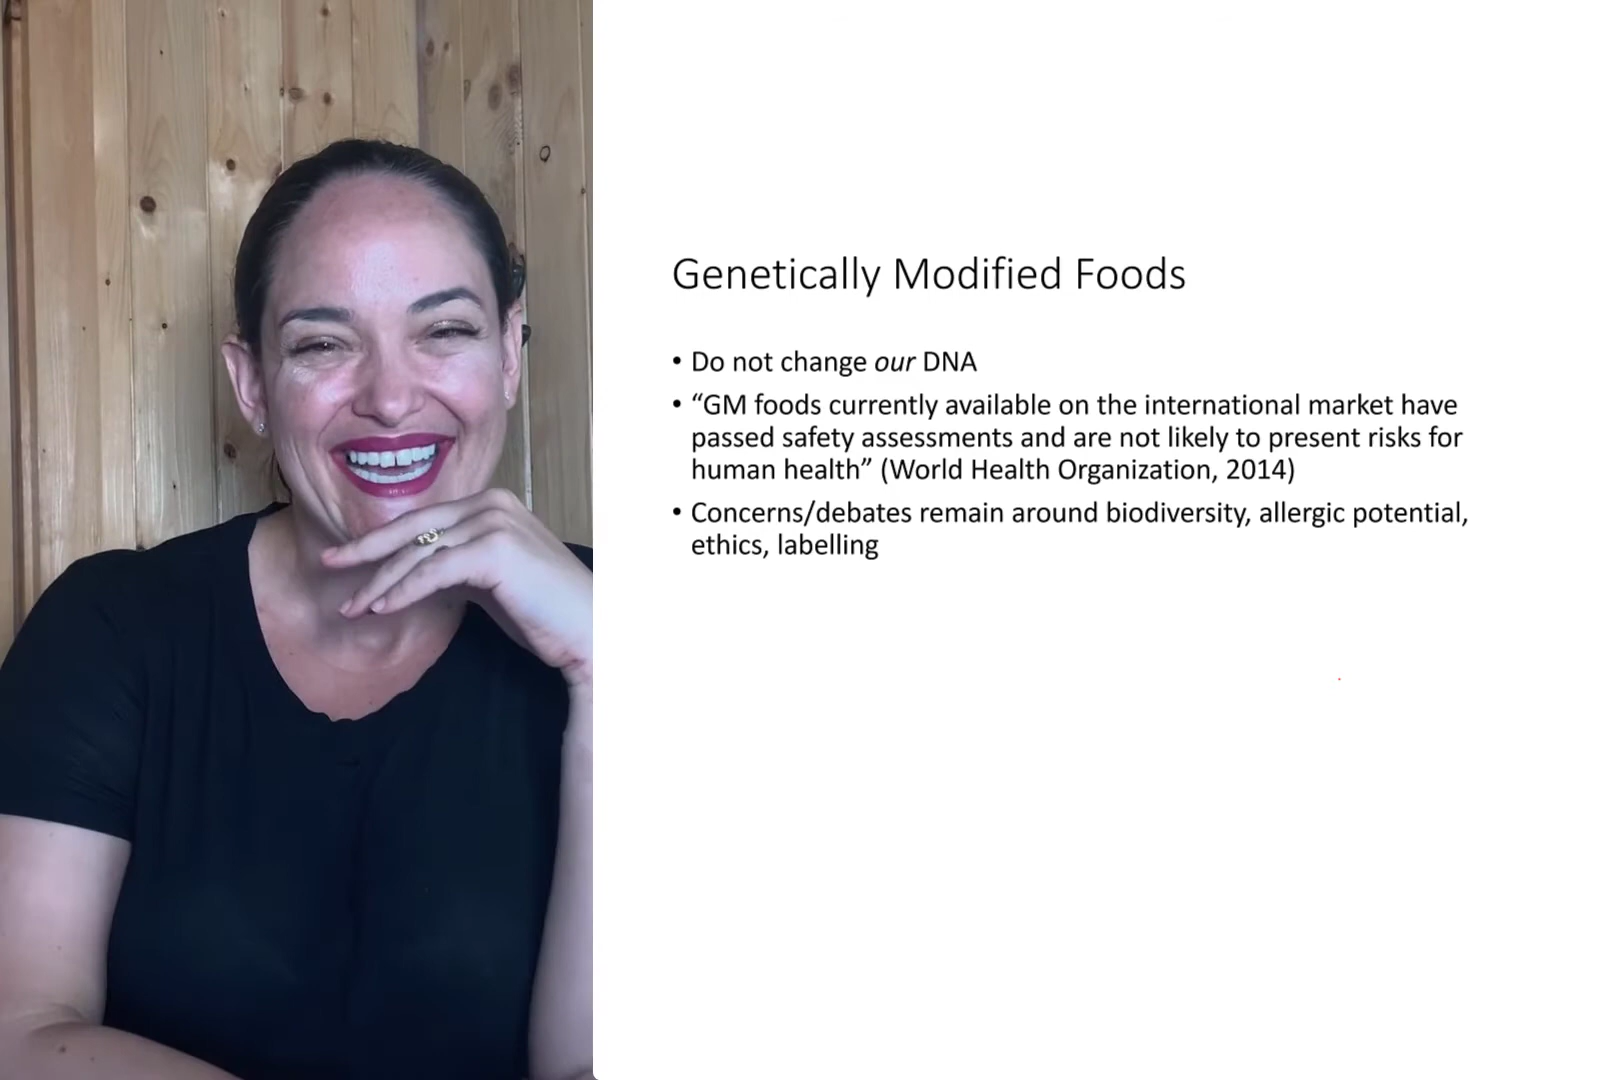 Genetically Modified Foods
• Do not change our DNA
• “GM foods currently available on the international market have
passed safety assessments and are not likely to present risks for
human health” (World Health Organization, 2014)
• Concerns/debates remain around biodiversity, allergic potential,
ethics, labelling